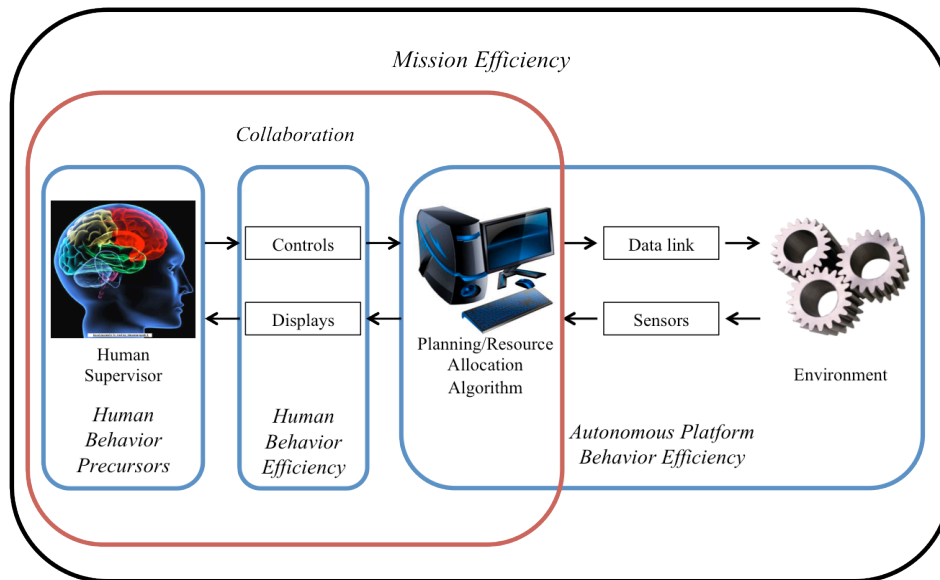 Mission Efficiency
Collaboration
Controls
Data link
Displays
Sensors
Human
Supervisor
Planning/Resource
Allocation
Algorithm
Environment
Human
Behavior
Precursors
Human
Behavior
Efficiency
Autonomous Platform
Behavior Efficiency